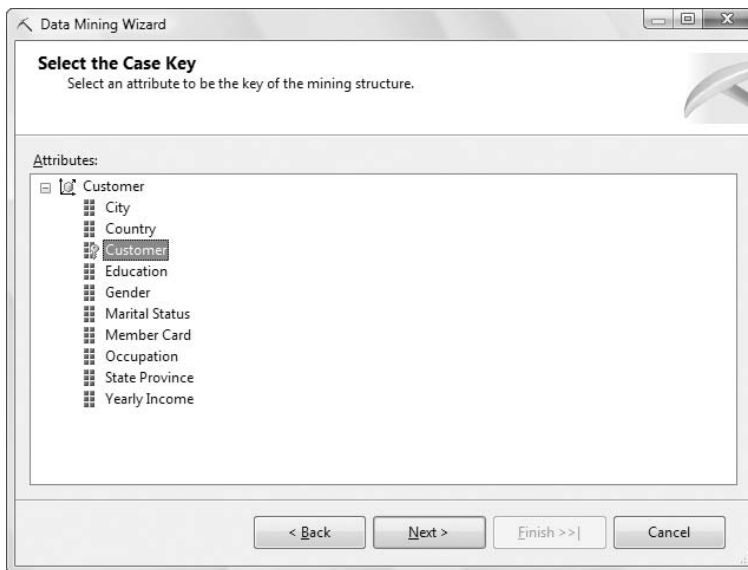 Data Mining Wizard
Select the Case Key
Select an attribute to be the key of the mining structure.
Attributes:
Customer
City
Country
Customer
Education
Gender
Marital Status
Member Card
Occupation
State Province
Yearly Income
< Back
Next >
Finish >>|
Cancel